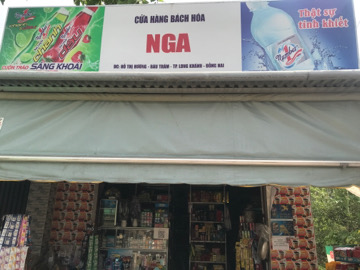 CỬA HÀNG BÁCH HÓA
NGA
ĐC: HỒ THỊ HƯƠNG - BÀU TRÂM - TP LONG KHÁNH - ĐỒNG NAI
SẢNG KHOÁI
Thật sự
tinh khiết